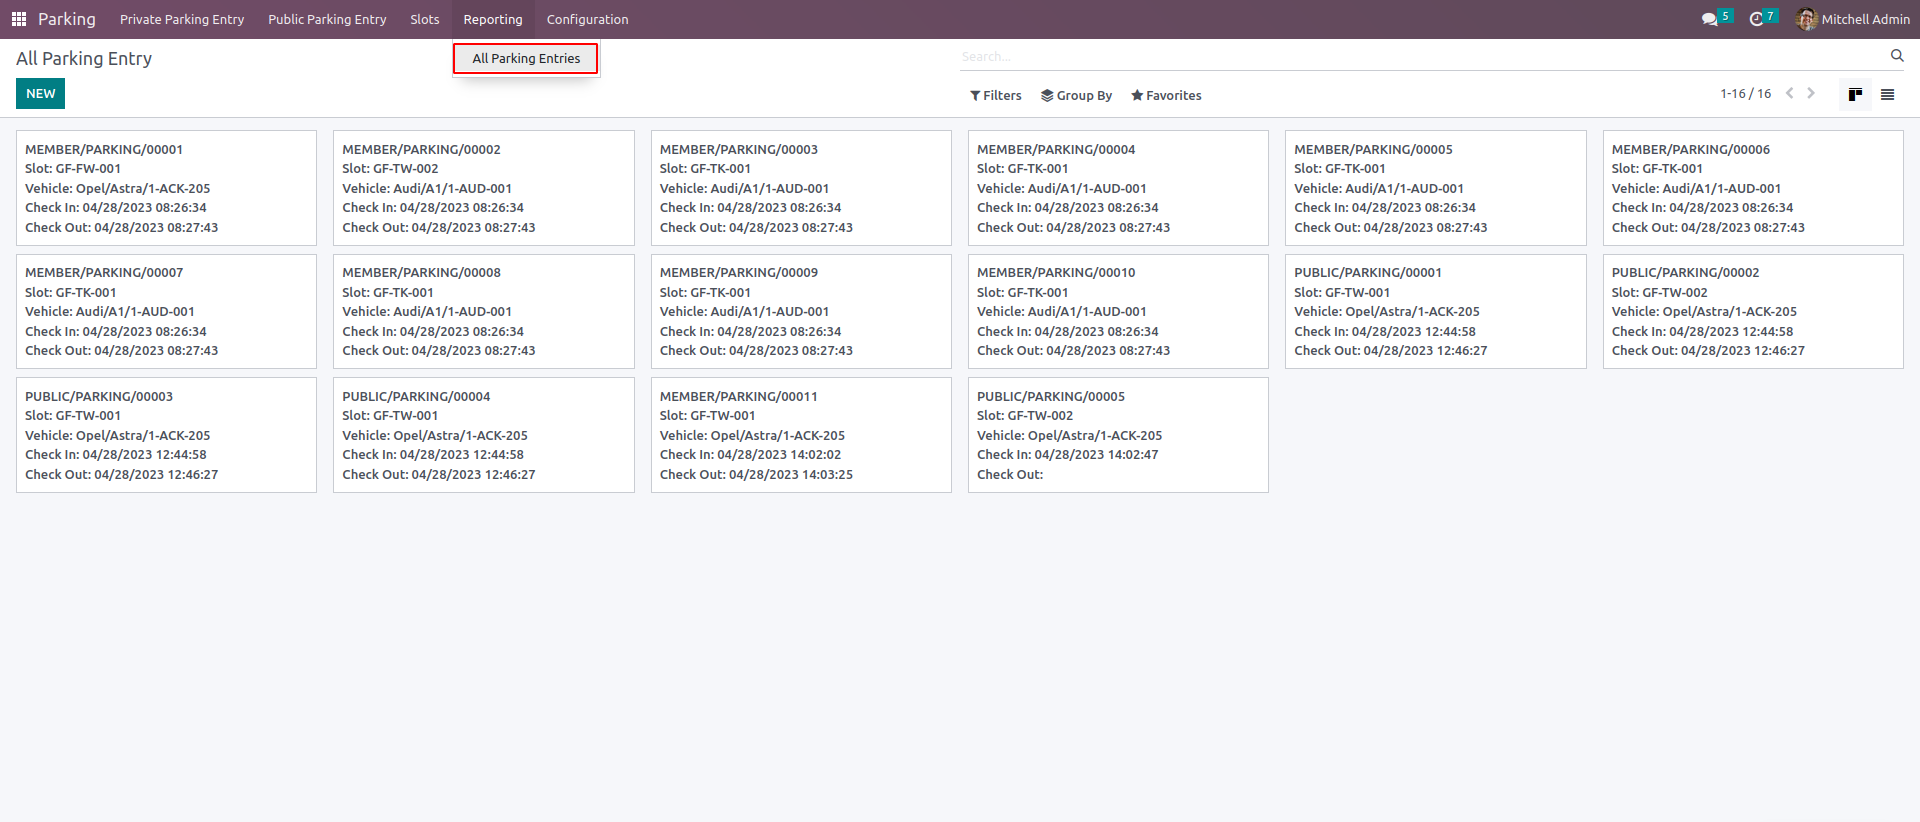 Parking Private Parking Entry Public Parking Entry Slots Reporting Configuration 5 7 Mitchell Admin
All Parking Entry
All Parking Entries
Search...
NEW
Filters Group By Favorites
1-16 / 16
MEMBER/PARKING/00001
Slot: GF-FW-001
Vehicle: Opel/Astra/1-ACK-205
Check In: 04/28/2023 08:26:34
Check Out: 04/28/2023 08:27:43
MEMBER/PARKING/00002
Slot: GF-TW-002
Vehicle: Audi/A1/1-AUD-001
Check In: 04/28/2023 08:26:34
Check Out: 04/28/2023 08:27:43
MEMBER/PARKING/00003
Slot: GF-TK-001
Vehicle: Audi/A1/1-AUD-001
Check In: 04/28/2023 08:26:34
Check Out: 04/28/2023 08:27:43
MEMBER/PARKING/00004
Slot: GF-TK-001
Vehicle: Audi/A1/1-AUD-001
Check In: 04/28/2023 08:26:34
Check Out: 04/28/2023 08:27:43
MEMBER/PARKING/00005
Slot: GF-TK-001
Vehicle: Audi/A1/1-AUD-001
Check In: 04/28/2023 08:26:34
Check Out: 04/28/2023 08:27:43
MEMBER/PARKING/00006
Slot: GF-TK-001
Vehicle: Audi/A1/1-AUD-001
Check In: 04/28/2023 08:26:34
Check Out: 04/28/2023 08:27:43
MEMBER/PARKING/00007
Slot: GF-TK-001
Vehicle: Audi/A1/1-AUD-001
Check In: 04/28/2023 08:26:34
Check Out: 04/28/2023 08:27:43
MEMBER/PARKING/00008
Slot: GF-TK-001
Vehicle: Audi/A1/1-AUD-001
Check In: 04/28/2023 08:26:34
Check Out: 04/28/2023 08:27:43
MEMBER/PARKING/00009
Slot: GF-TK-001
Vehicle: Audi/A1/1-AUD-001
Check In: 04/28/2023 08:26:34
Check Out: 04/28/2023 08:27:43
MEMBER/PARKING/00010
Slot: GF-TK-001
Vehicle: Audi/A1/1-AUD-001
Check In: 04/28/2023 08:26:34
Check Out: 04/28/2023 08:27:43
PUBLIC/PARKING/00001
Slot: GF-TW-001
Vehicle: Opel/Astra/1-ACK-205
Check In: 04/28/2023 12:44:58
Check Out: 04/28/2023 12:46:27
PUBLIC/PARKING/00002
Slot: GF-TW-002
Vehicle: Opel/Astra/1-ACK-205
Check In: 04/28/2023 12:44:58
Check Out: 04/28/2023 12:46:27
PUBLIC/PARKING/00003
Slot: GF-TW-001
Vehicle: Opel/Astra/1-ACK-205
Check In: 04/28/2023 12:44:58
Check Out: 04/28/2023 12:46:27
PUBLIC/PARKING/00004
Slot: GF-TW-001
Vehicle: Opel/Astra/1-ACK-205
Check In: 04/28/2023 12:44:58
Check Out: 04/28/2023 12:46:27
MEMBER/PARKING/00011
Slot: GF-TW-001
Vehicle: Opel/Astra/1-ACK-205
Check In: 04/28/2023 14:02:02
Check Out: 04/28/2023 14:03:25
PUBLIC/PARKING/00005
Slot: GF-TW-002
Vehicle: Opel/Astra/1-ACK-205
Check In: 04/28/2023 14:02:47
Check Out: